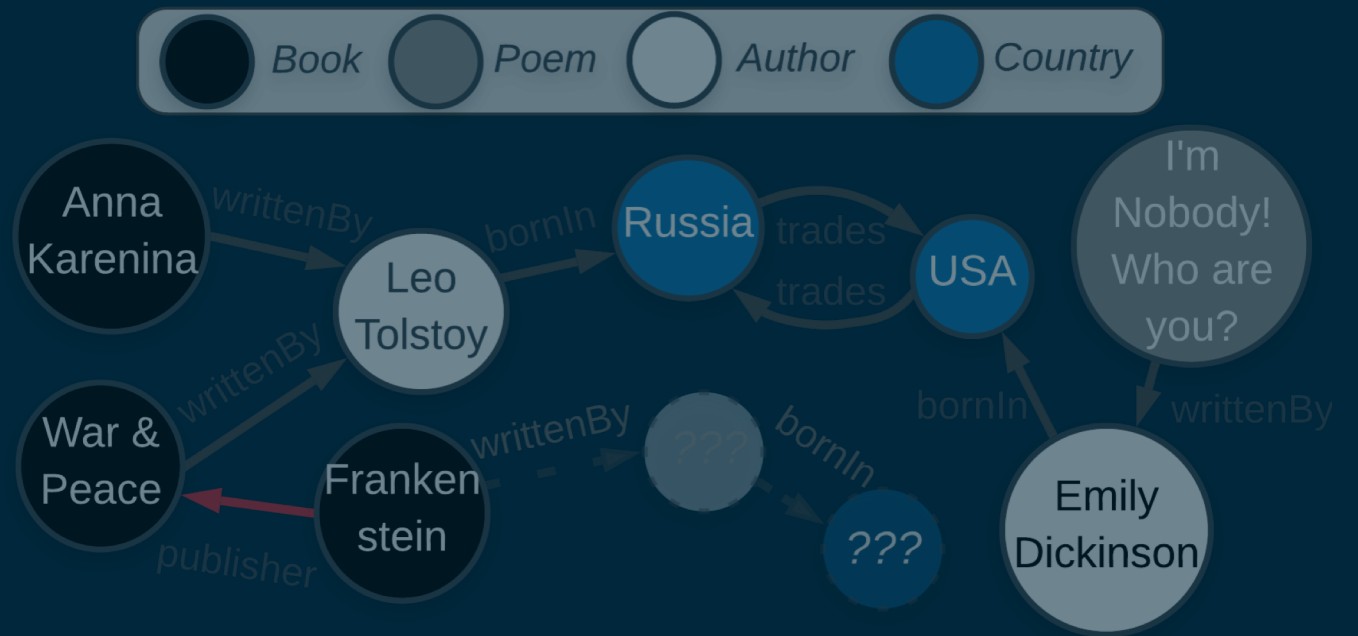 Book Poem Author Country
Anna
Karenina
writtenBy
Leo
Tolstoy
bornIn
Russia
trades
trades
USA
I'm
Nobody!
Who are
you?
writtenBy
War &
Peace
writtenBy
Franken
stein
publisher
writtenBy
???
bornIn
???
bornIn
Emily
Dickinson